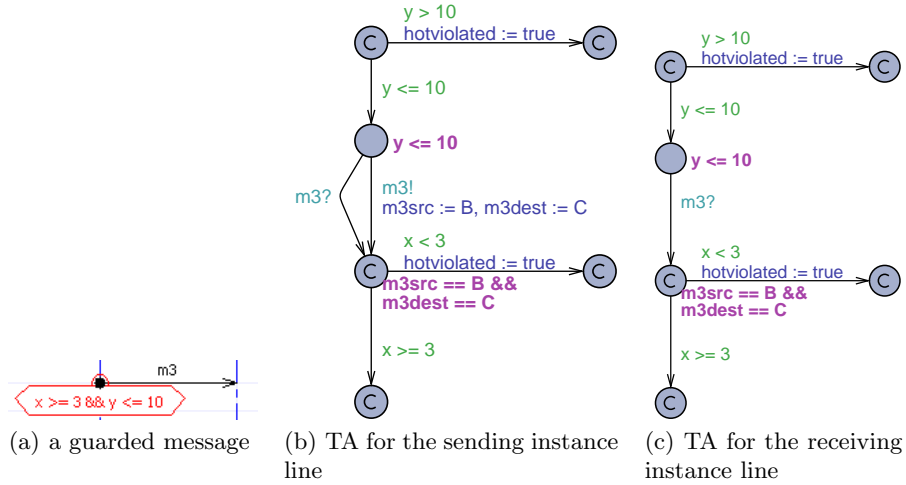 m3
x >= 3 && y <= 10
(a) a guarded message
y > 10
C
hotviolated := true
C
y <= 10
y <= 10
m3?
m3!
m3src := B, m3dest := C
x < 3
C
hotviolated := true
C
m3src == B &&
m3dest == C
x >= 3
C
(b) TA for the sending instance
line
y > 10
C
hotviolated := true
C
y <= 10
y <= 10
m3?
x < 3
C
hotviolated := true
C
m3src == B &&
m3dest == C
x >= 3
C
(c) TA for the receiving
instance line